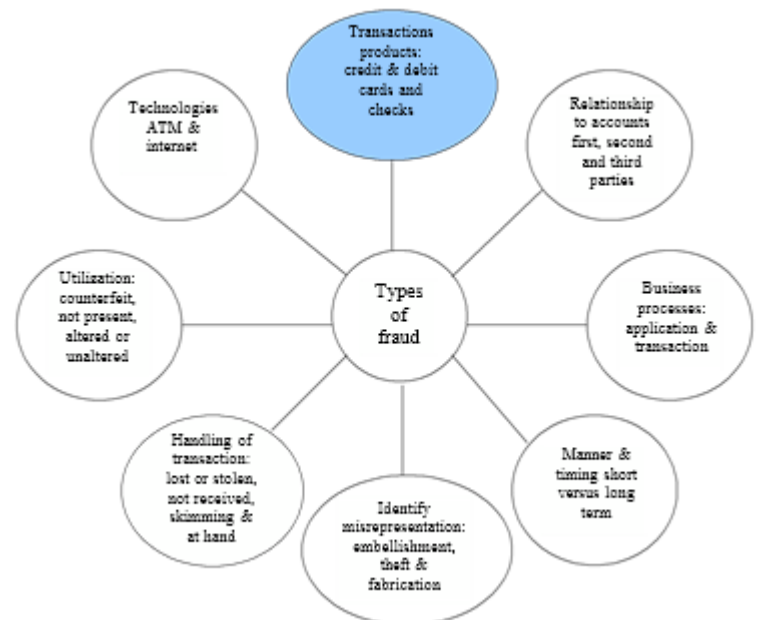 Transactions
products:
credit & debit
cards and
checks
Technologies
ATM &
internet
Relationship
to accounts
first, second
and third
parties
Utilization:
counterfeit,
not present,
altered or
unaltered
Types
of
fraud
Business
processes:
application &
transaction
Handling of
transaction:
lost or stolen,
not received,
skimming &
at hand
Identify
misrepresentation:
embellishment,
theft &
fabrication
Manner &
timing short
versus long
term